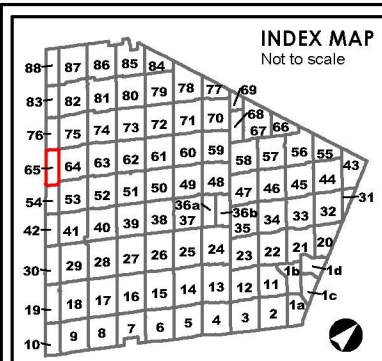 INDEX MAP
Not to scale
88 87 86 85 84
83 82 81 80 79 78 77 69
76 75 74 73 72 71 70 68 67 66
65 64 63 62 61 60 59 58 57 56 55 43
54 53 52 51 50 49 48 47 46 45 44 31
42 41 40 39 38 37 36a 36b 35 34 33 32
30 29 28 27 26 25 24 23 22 21 20
19 18 17 16 15 14 13 12 11 1b 1d
10 9 8 7 6 5 4 3 2 1a 1c